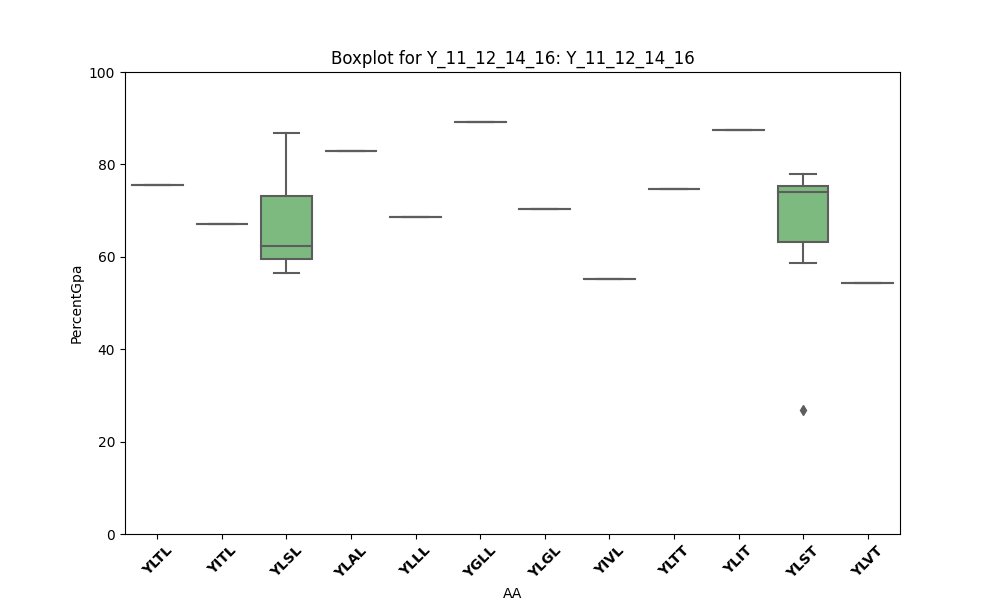 Boxplot for Y_11_12_14_16: Y_11_12_14_16
100
80
60
40
20
0
PercentGpa
YLTL YITL YLSL YLAL YLLL YGLL YLGL YIVL YLTT YLIT YLST YLVT
AA